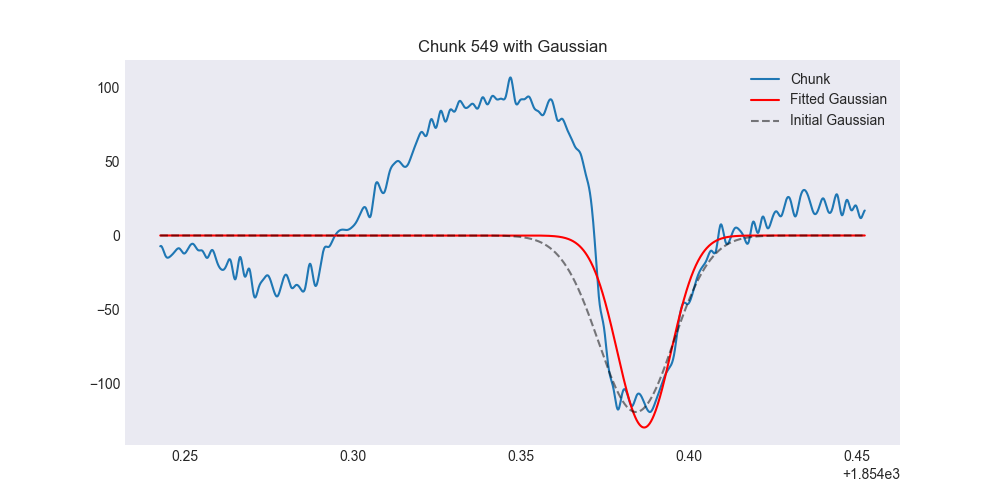 Chunk 549 with Gaussian
Chunk
Fitted Gaussian
Initial Gaussian
100
50
0
−50
−100
0.25 0.30 0.35 0.40 0.45
+1.854e3